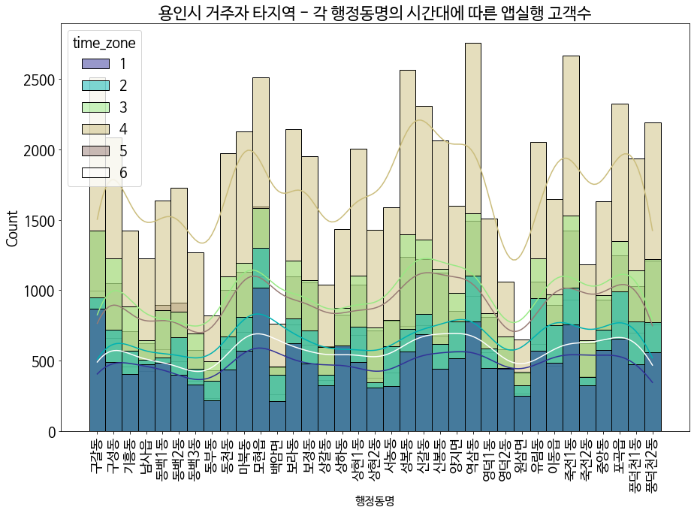 용인시 거주자 타지역 - 각 행정동명의 시간대에 따른 앱실행 고객수
time_zone
1
2
3
4
5
6
Count
2500
2000
1500
1000
500
0
구갈동
구성동
기흥동
남사읍
동백1동
동백2동
동백3동
동부동
동천동
마북동
모현읍
백암면
보라동
보정동
상갈동
상하동
상현1동
상현2동
서농동
성복동
신갈동
신봉동
양지면
역삼동
영덕1동
영덕2동
원삼면
유림동
이동읍
죽전1동
죽전2동
중앙동
포곡읍
풍덕천1동
풍덕천2동
행정동명